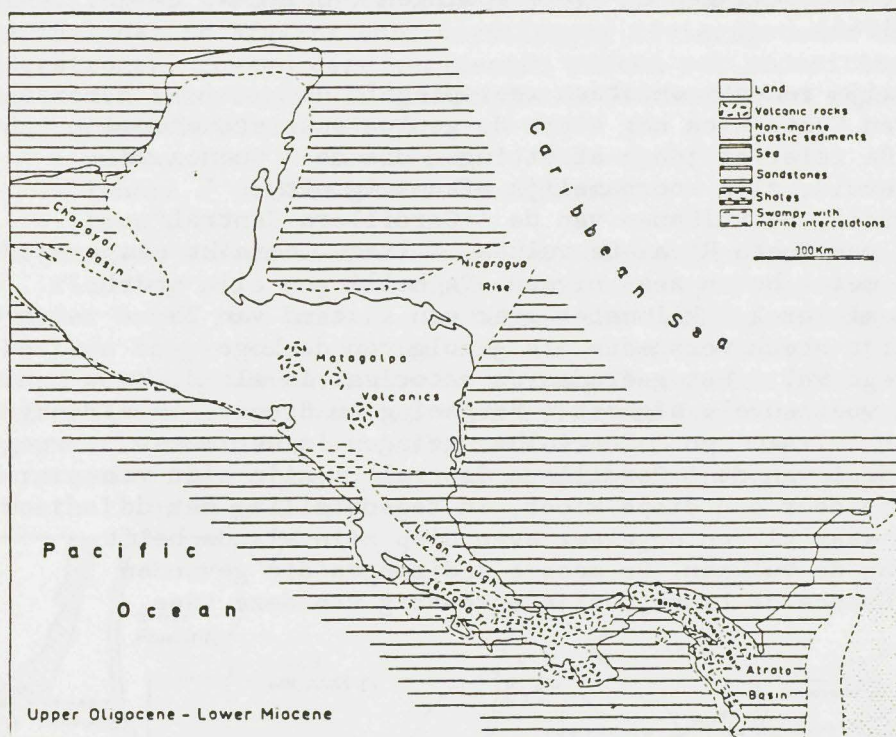 Caribbean Sea
Land
Volcanic rocks
Non-marine
clastic sediments
Sea
Sandstones
Shales
Swampy with
marine intercalations
300Km
Chapayal
Basin
Nicaragua
Rise
Matagalpa
Volcanics
Limon Trough
Pacific
Ocean
Atrato
Basin
Upper Oligocene - Lower Miocene